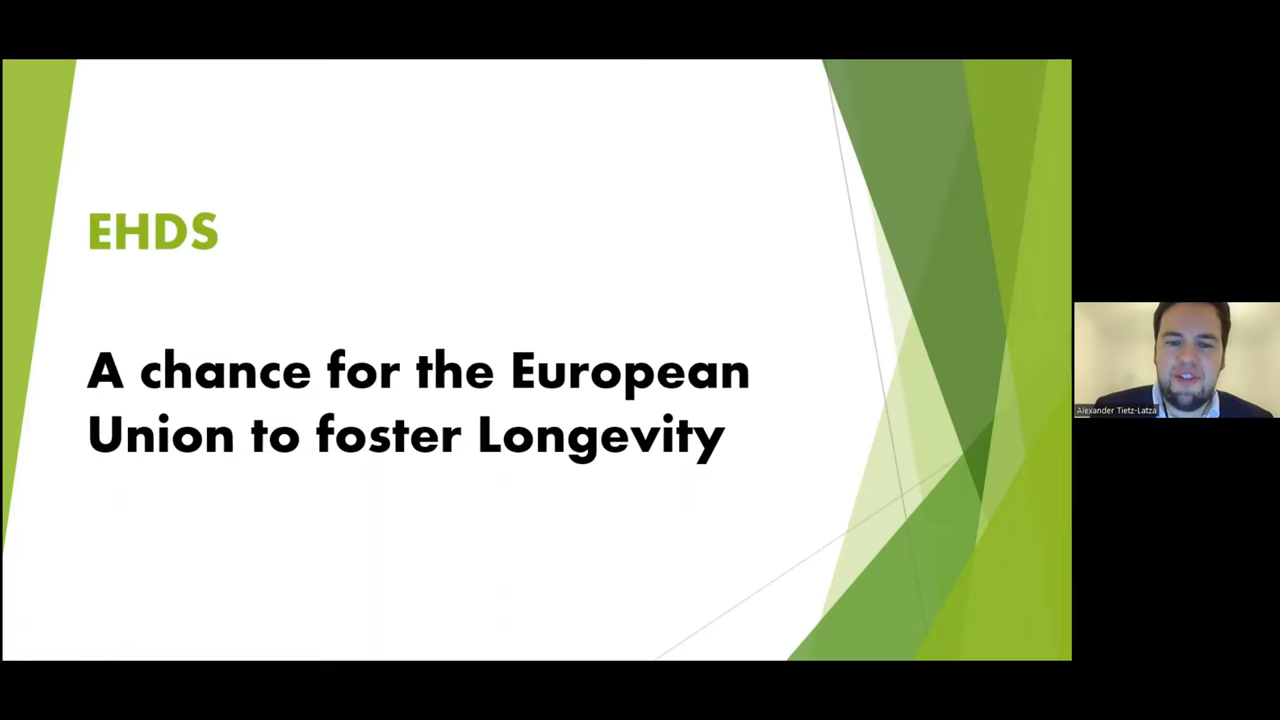 EHDS
A chance for the European
Union to foster Longevity
Alexander Tietz-Latza